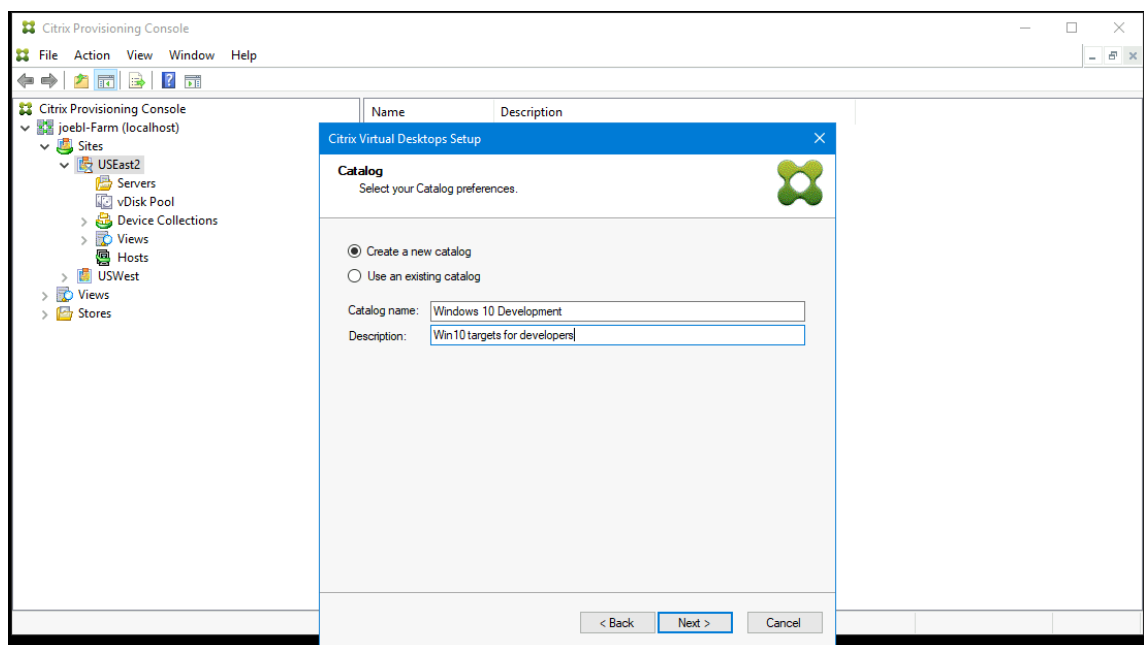 Citrix Provisioning Console
File Action View Window Help
Citrix Provisioning Console
joebl-Farm (localhost)
Sites
USEast2
Servers
vDisk Pool
Device Collections
Views
Hosts
USWest
Views
Stores
Name Description
Citrix Virtual Desktops Setup
Catalog
Select your Catalog preferences.
Create a new catalog
Use an existing catalog
Catalog name: Windows 10 Development
Description: Win10 targets for developers
< Back Next > Cancel